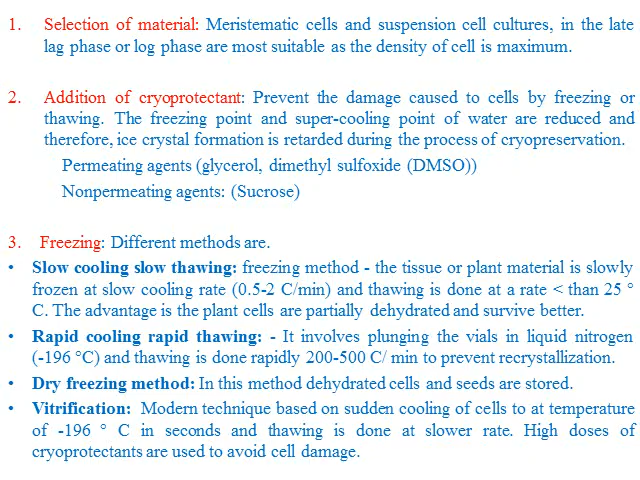 1. Selection of material: Meristematic cells and suspension cell cultures, in the late
lag phase or log phase are most suitable as the density of cell is maximum.
2. Addition of cryoprotectant: Prevent the damage caused to cells by freezing or
thawing. The freezing point and super-cooling point of water are reduced and
therefore, ice crystal formation is retarded during the process of cryopreservation.
Permeating agents (glycerol, dimethyl sulfoxide (DMSO))
Nonpermeating agents: (Sucrose)
3. Freezing: Different methods are.
• Slow cooling slow thawing: freezing method - the tissue or plant material is slowly
frozen at slow cooling rate (0.5-2 C/min) and thawing is done at a rate < than 25 °
C. The advantage is the plant cells are partially dehydrated and survive better.
• Rapid cooling rapid thawing: - It involves plunging the vials in liquid nitrogen
(-196 °C) and thawing is done rapidly 200-500 C/ min to prevent recrystallization.
• Dry freezing method: In this method dehydrated cells and seeds are stored.
• Vitrification: Modern technique based on sudden cooling of cells to at temperature
of -196 ° C in seconds and thawing is done at slower rate. High doses of
cryoprotectants are used to avoid cell damage.